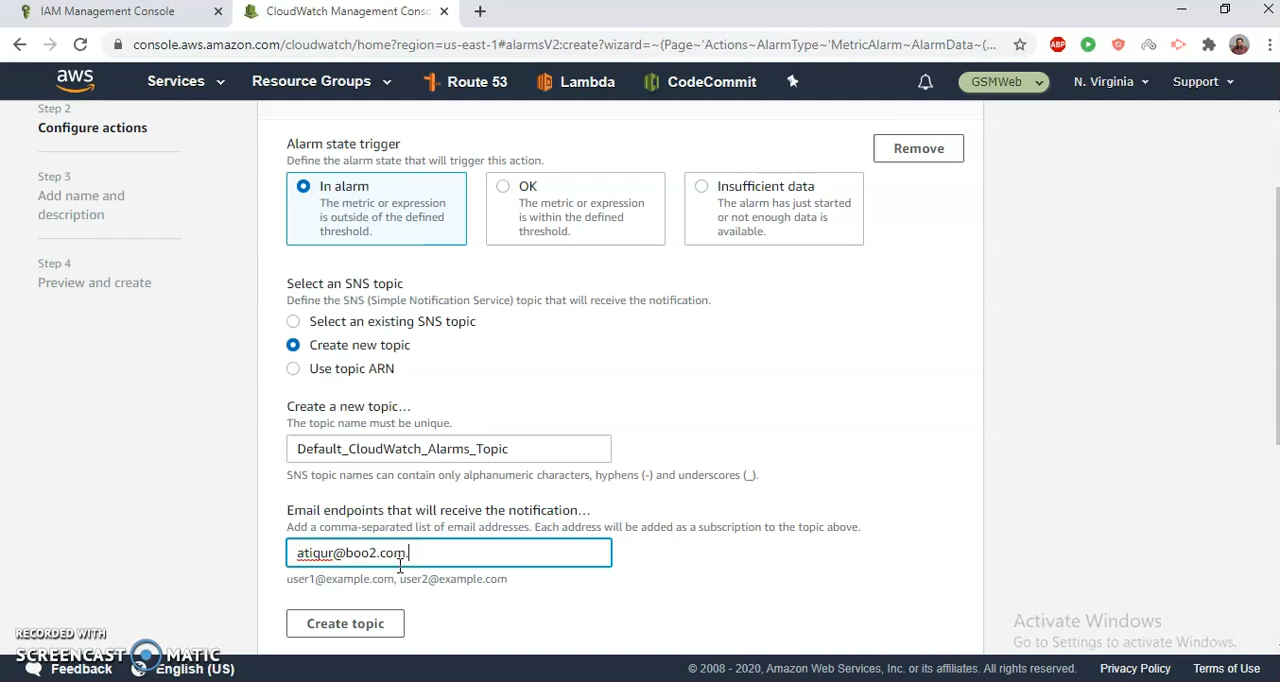 IAM Management Console
CloudWatch Management Conso
console.aws.amazon.com/cloudwatch/home?region=us-east-1#alarmsV2:create?wizard=~(Page~'Actions~AlarmType~'MetricAlarm~AlarmData~(...
ABP
aws
Services
Resource Groups
Route 53
Lambda
CodeCommit
GSMWeb
N. Virginia
Support
Step 2
Configure actions
Step 3
Add name and
description
Step 4
Preview and create
Alarm state trigger
Define the alarm state that will trigger this action.
Remove
In alarm
The metric or expression
is outside of the defined
threshold.
OK
The metric or expression
is within the defined
threshold.
Insufficient data
The alarm has just started
or not enough data is
available.
Select an SNS topic
Define the SNS (Simple Notification Service) topic that will receive the notification.
Select an existing SNS topic
Create new topic
Use topic ARN
Create a new topic...
The topic name must be unique.
Default_CloudWatch_Alarms_Topic
SNS topic names can contain only alphanumeric characters, hyphens (-) and underscores (_).
Email endpoints that will receive the notification...
Add a comma-separated list of email addresses. Each address will be added as a subscription to the topic above.
atiqur@boo2.com.
user1@example.com, user2@example.com
Create topic
Activate Windows
Go to Settings to activate Windows.
RECORDED WITH
SCREENCAST MATIC
Feedback
English (US)
© 2008 - 2020, Amazon Web Services, Inc. or its affiliates. All rights reserved.
Privacy Policy
Terms of Use